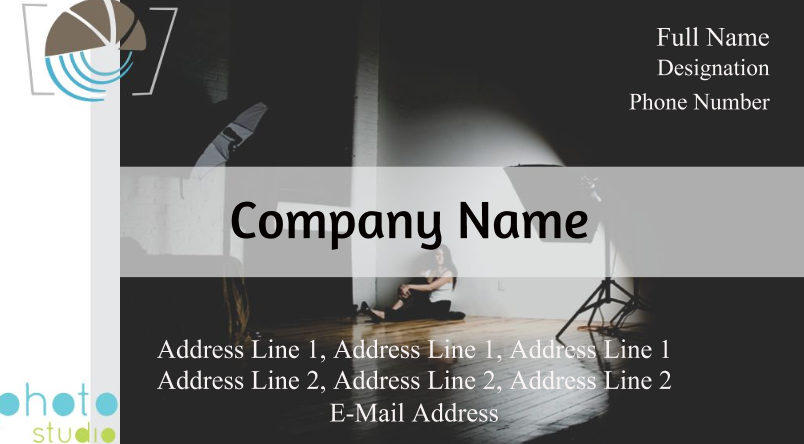 Full Name
Designation
Phone Number
Company Name
Address Line 1, Address Line 1, Address Line 1
Address Line 2, Address Line 2, Address Line 2
E-Mail Address
photo
studio